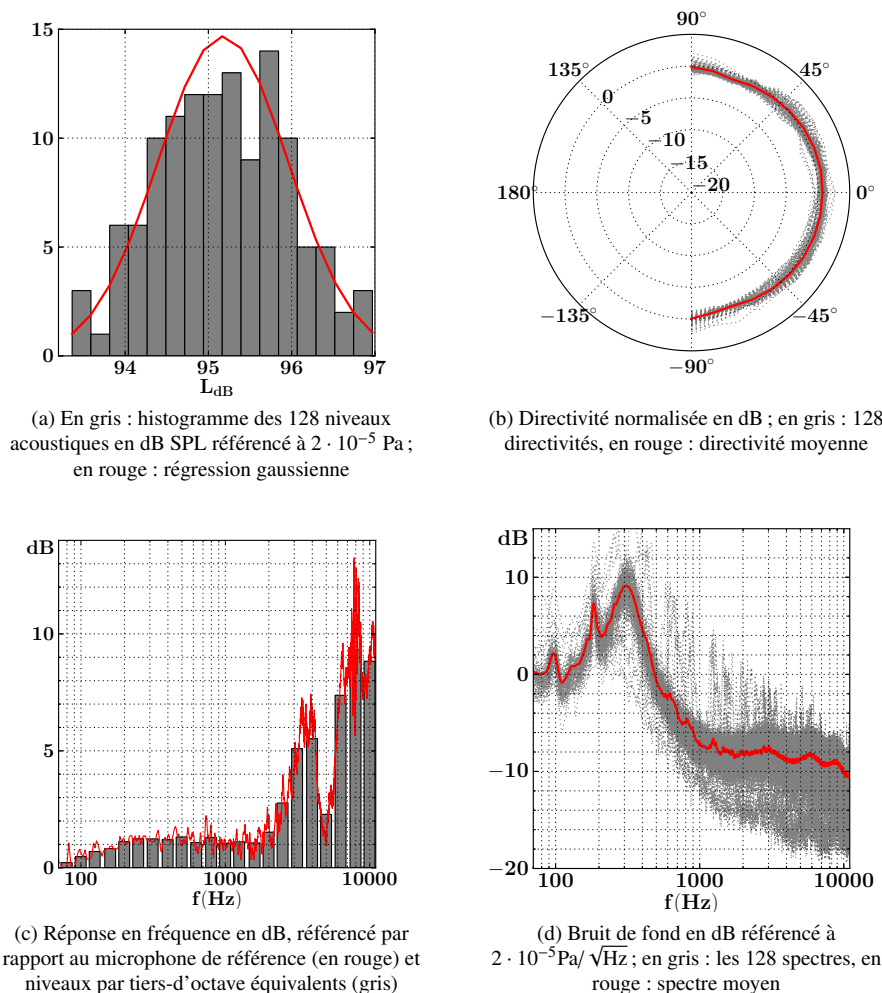 15
10
5
0
94
95
96
97
L_dB
(a) En gris : histogramme des 128 niveaux
acoustiques en dB SPL référencé à 2 · 10⁻⁵ Pa ;
en rouge : régression gaussienne
90°
135°
45°
0
−5
−10
−15
−20
180°
0°
−135°
−45°
−90°
(b) Directivité normalisée en dB ; en gris : 128
directivités, en rouge : directivité moyenne
dB
10
5
0
100
1000
10000
f(Hz)
(c) Réponse en fréquence en dB, référencé par
rapport au microphone de référence (en rouge) et
niveaux par tiers-d'octave équivalents (gris)
dB
10
0
−10
−20
100
1000
10000
f(Hz)
(d) Bruit de fond en dB référencé à
2 · 10⁻⁵Pa/√Hz ; en gris : les 128 spectres, en
rouge : spectre moyen